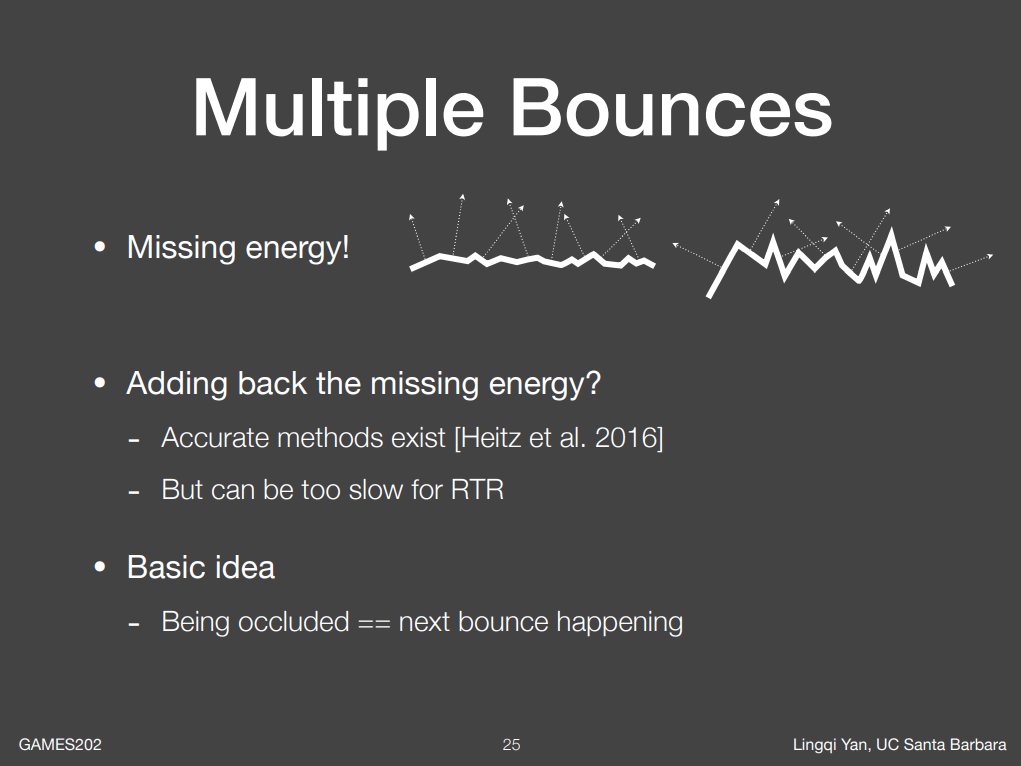 Multiple Bounces
• Missing energy!
• Adding back the missing energy?
- Accurate methods exist [Heitz et al. 2016]
- But can be too slow for RTR
• Basic idea
- Being occluded == next bounce happening
GAMES202
25
Lingqi Yan, UC Santa Barbara